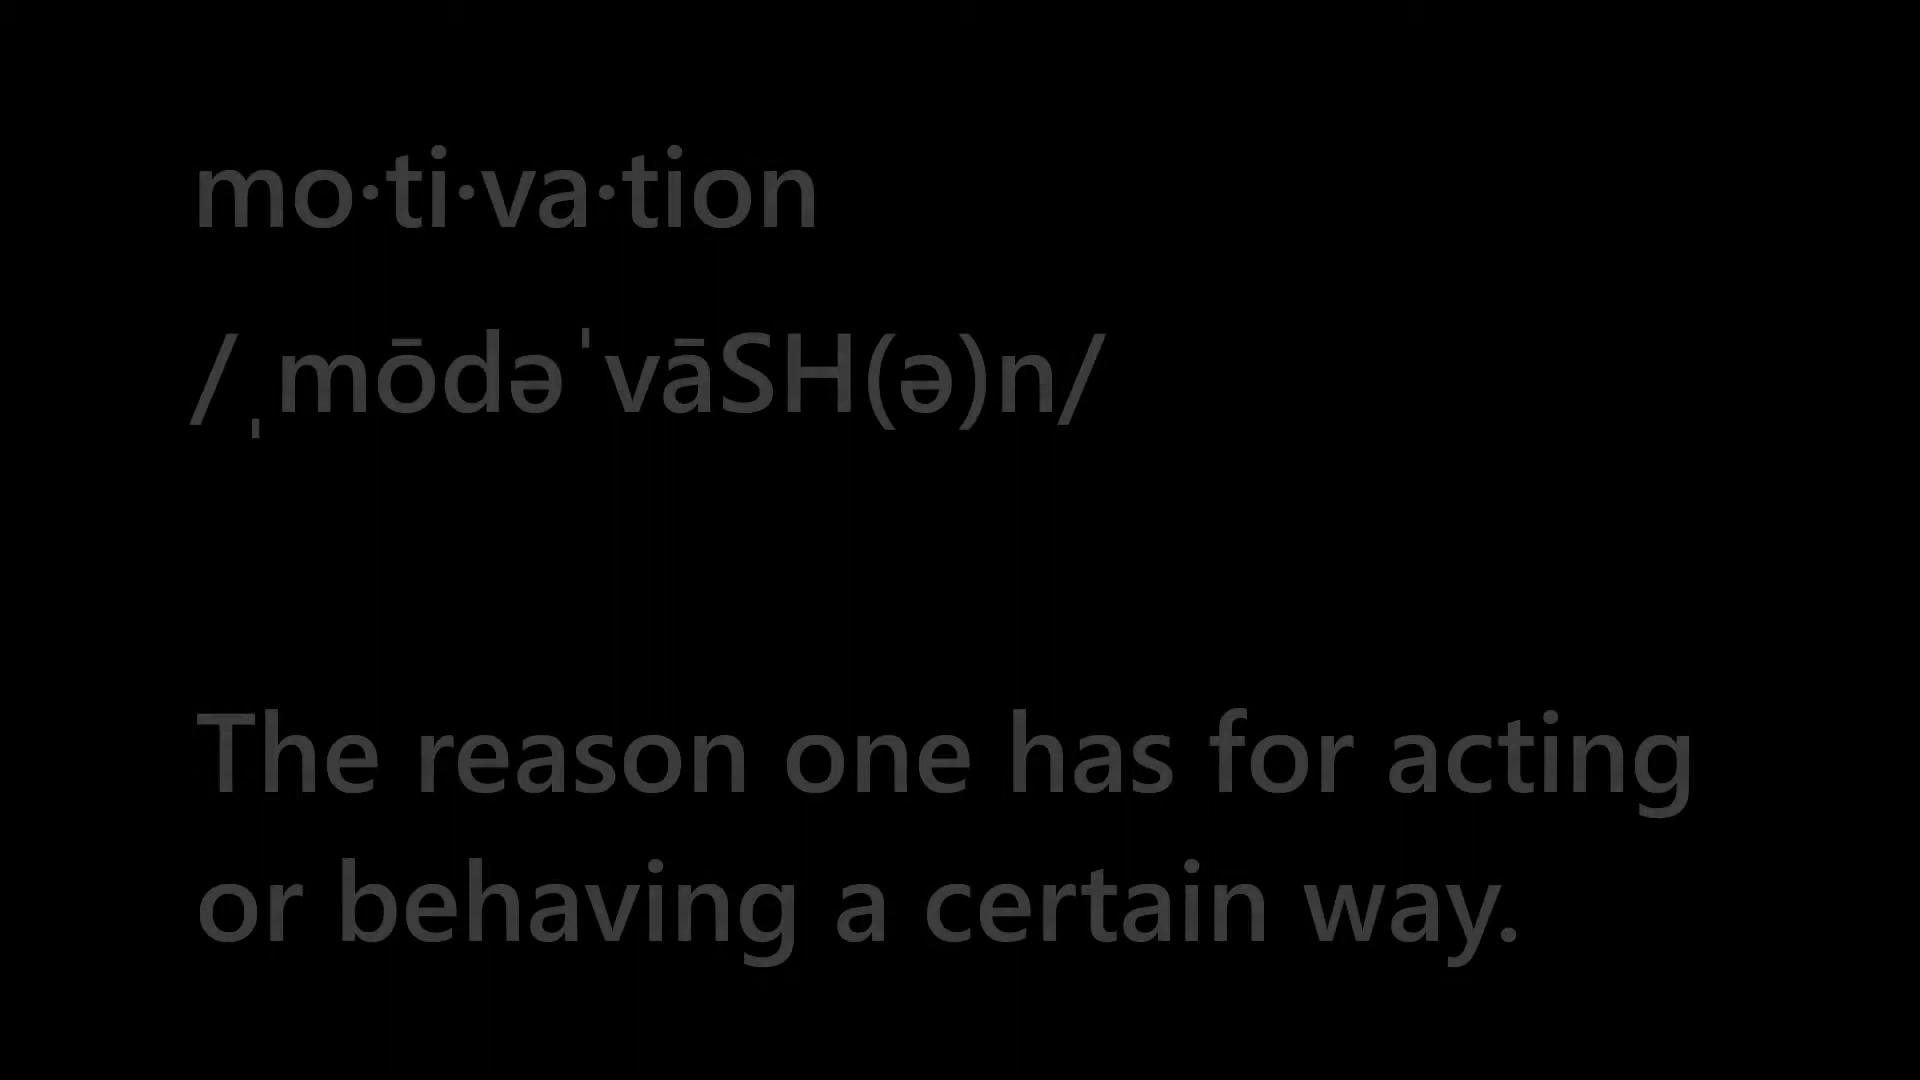 mo·ti·va·tion
/ˌmōdəˈvāSH(ə)n/
The reason one has for acting
or behaving a certain way.